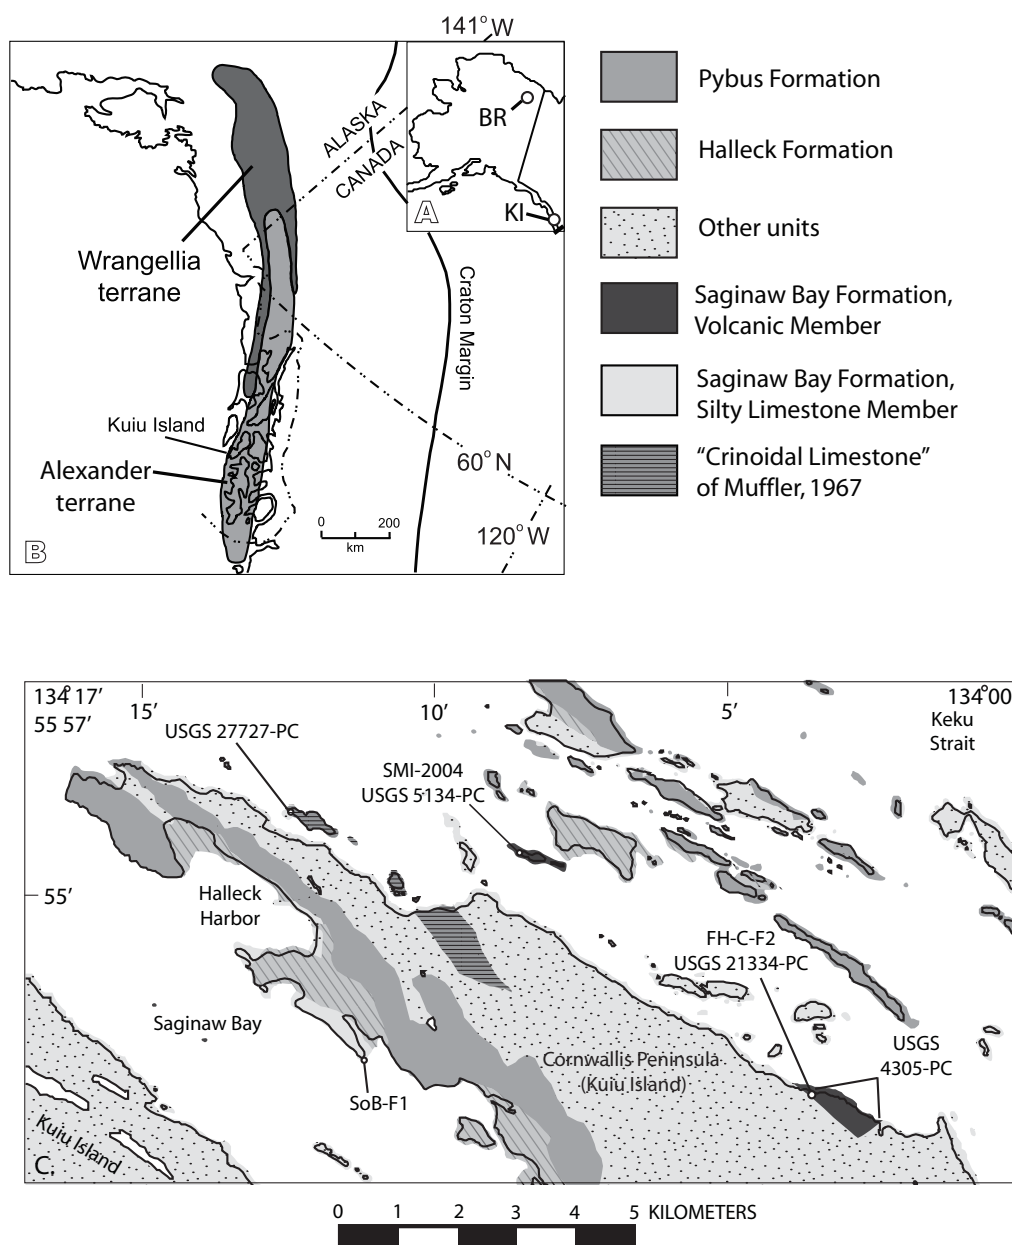 141° W
ALASKA
CANADA
BR
KI
A
Wrangellia
terrane
Craton Margin
Kuiu Island
Alexander
terrane
60° N
0 200
km
120° W
B
Pybus Formation
Halleck Formation
Other units
Saginaw Bay Formation,
Volcanic Member
Saginaw Bay Formation,
Silty Limestone Member
“Crinoidal Limestone”
of Muffler, 1967
134° 17’
55 57’
15’
10’
5’
134°00
Keku
Strait
USGS 27727-PC
SMI-2004
USGS 5134-PC
55’
Halleck
Harbor
FH-C-F2
USGS 21334-PC
Saginaw Bay
USGS
4305-PC
Cornwallis Peninsula
(Kuiu Island)
SoB-F1
Kuiu Island
C.
0 1 2 3 4 5 KILOMETERS